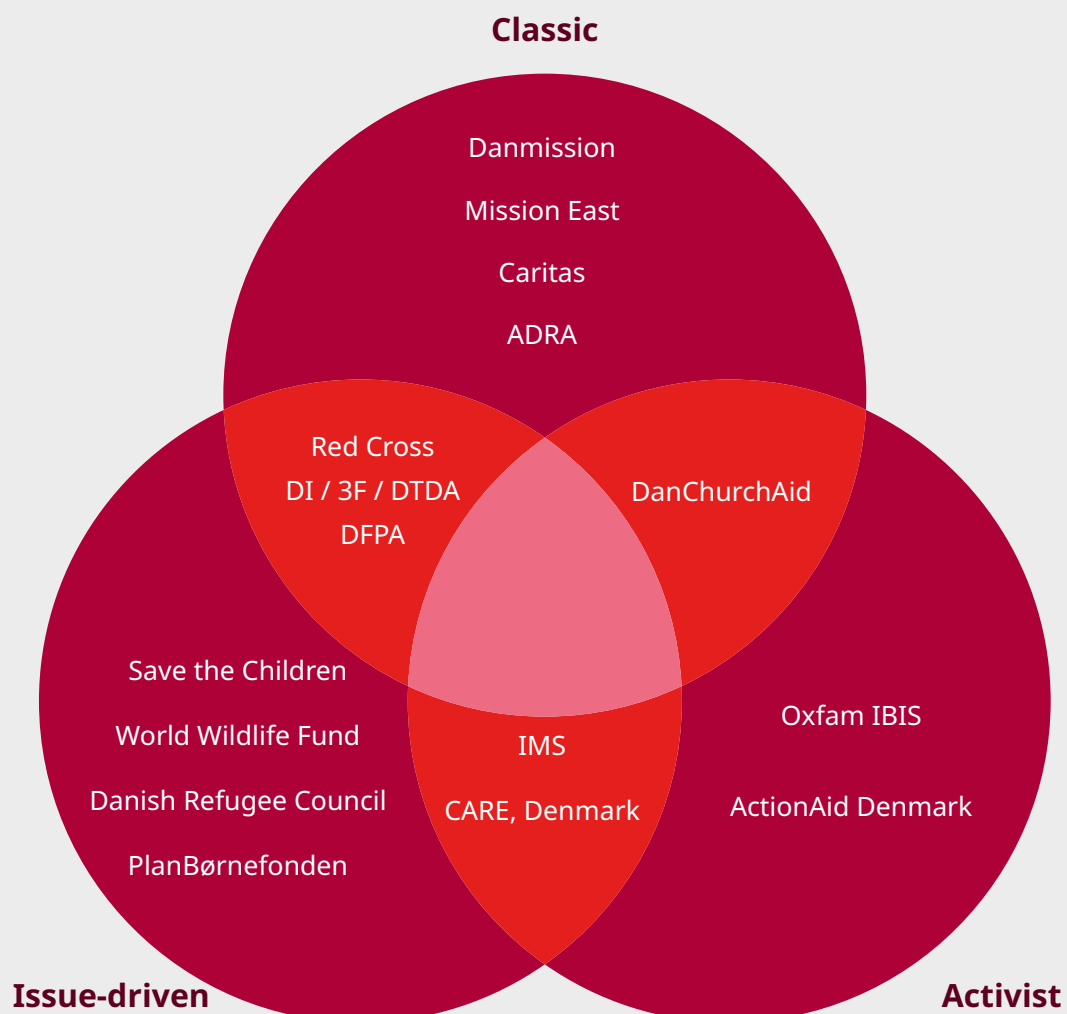 Classic
Danmission
Mission East
Caritas
ADRA
Red Cross
DI / 3F / DTDA
DFPA
DanChurchAid
Save the Children
World Wildlife Fund
Danish Refugee Council
PlanBørnefonden
IMS
CARE, Denmark
Oxfam IBIS
ActionAid Denmark
Issue-driven
Activist